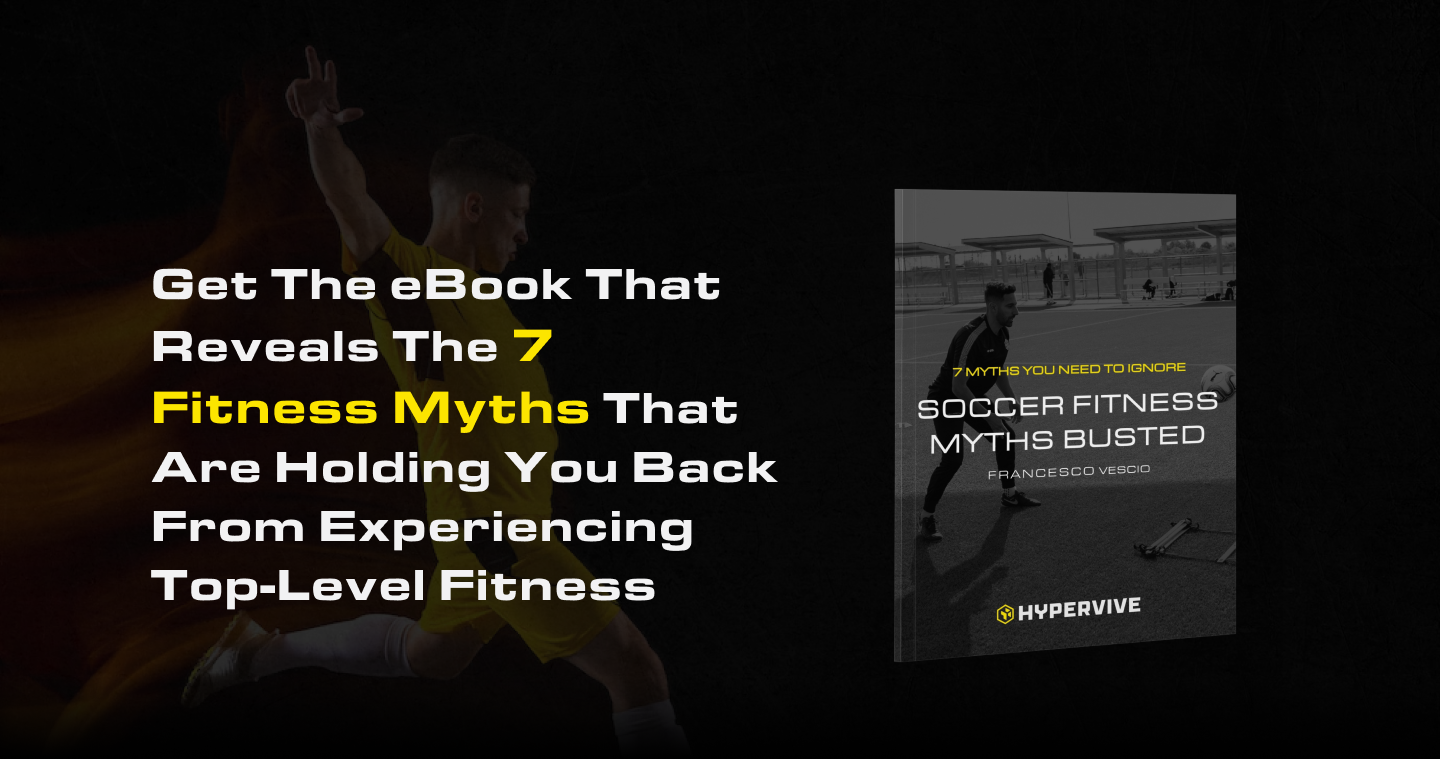 Get The eBook That
Reveals The 7
Fitness Myths That
Are Holding You Back
From Experiencing
Top-Level Fitness
7 MYTHS YOU NEED TO IGNORE
SOCCER FITNESS
MYTHS BUSTED
FRANCESCO VESCIO
HYPERVIVE